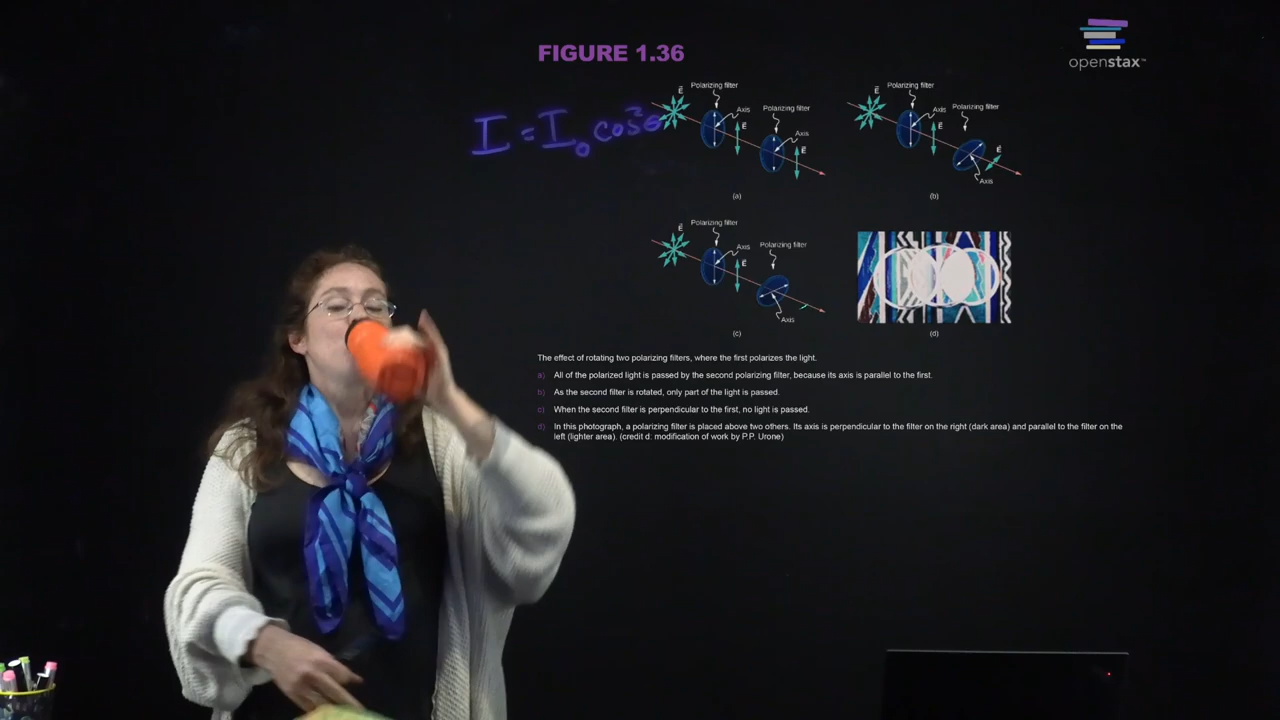 FIGURE 1.36
openstax™
I = I₀ cos²θ
E
Polarizing filter
Axis
E
Polarizing filter
Axis
E
(a)
E
Polarizing filter
Axis
E
Polarizing filter
E
Axis
(b)
E
Polarizing filter
Axis
E
Polarizing filter
Axis
(c)
(d)
The effect of rotating two polarizing filters, where the first polarizes the light.
a) All of the polarized light is passed by the second polarizing filter, because its axis is parallel to the first.
b) As the second filter is rotated, only part of the light is passed.
c) When the second filter is perpendicular to the first, no light is passed.
d) In this photograph, a polarizing filter is placed above two others. Its axis is perpendicular to the filter on the right (dark area) and parallel to the filter on the
left (lighter area). (credit d: modification of work by P.P. Urone)